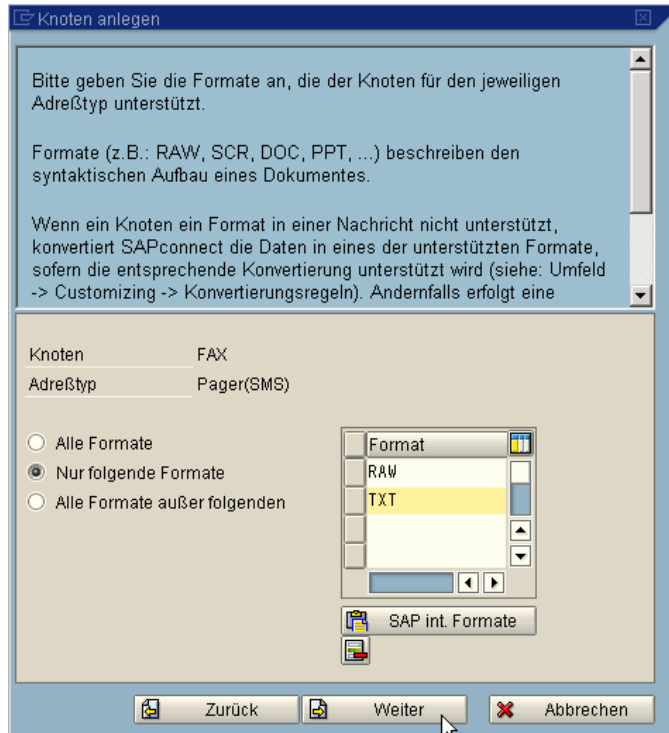 Knoten anlegen
Bitte geben Sie die Formate an, die der Knoten für den jeweiligen
Adreßtyp unterstützt.
Formate (z.B.: RAW, SCR, DOC, PPT, ...) beschreiben den
syntaktischen Aufbau eines Dokumentes.
Wenn ein Knoten ein Format in einer Nachricht nicht unterstützt,
konvertiert SAPconnect die Daten in eines der unterstützten Formate,
sofern die entsprechende Konvertierung unterstützt wird (siehe: Umfeld
-> Customizing -> Konvertierungsregeln). Andernfalls erfolgt eine
Knoten FAX
Adreßtyp Pager(SMS)
Alle Formate
Nur folgende Formate
Alle Formate außer folgenden
Format
RAW
TXT
SAP int. Formate
Zurück Weiter Abbrechen